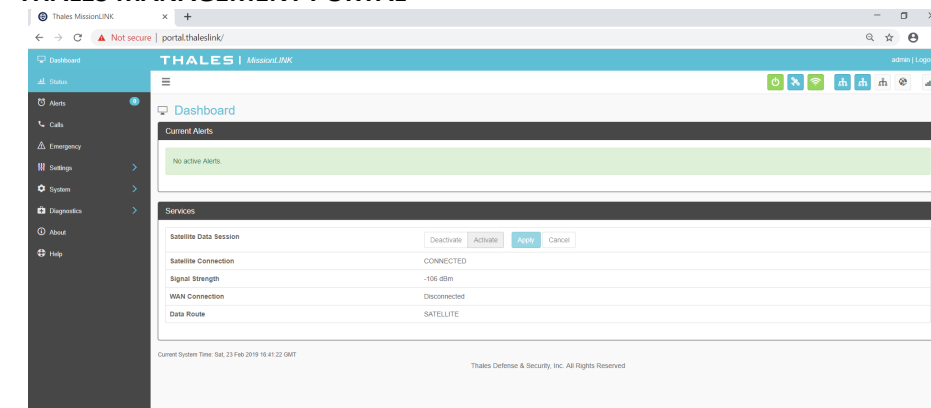 THALES MANAGEMENT PORTAL
Thales MissionLINK
Not secure | portal.thaleslink/
Dashboard
THALES | MissionLINK
admin | Logo
Status
Alerts 0
Calls
Emergency
Settings
System
Diagnostics
About
Help
Dashboard
Current Alerts
No active Alerts.
Services
Satellite Data Session Deactivate Activate Apply Cancel
Satellite Connection CONNECTED
Signal Strength -106 dBm
WAN Connection Disconnected
Data Route SATELLITE
Current System Time: Sat, 23 Feb 2019 16:41:22 GMT
Thales Defense & Security, Inc. All Rights Reserved